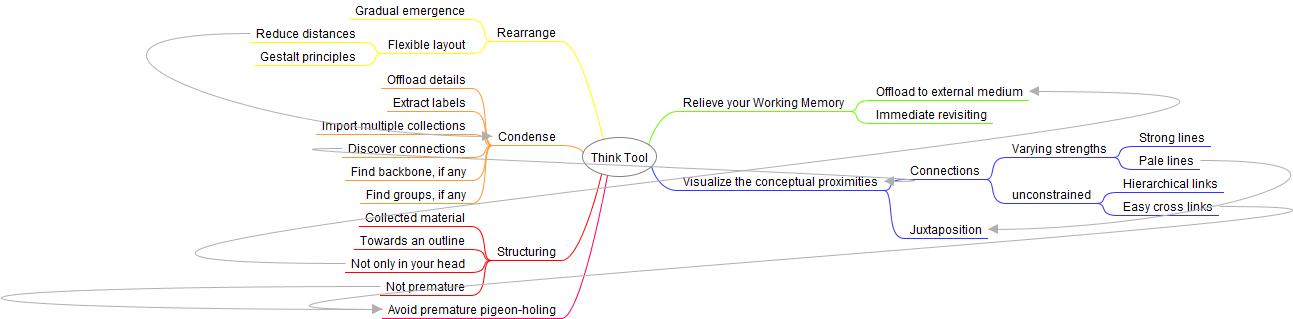 Think Tool
Rearrange
Gradual emergence
Flexible layout
Reduce distances
Gestalt principles
Condense
Offload details
Extract labels
Import multiple collections
Discover connections
Find backbone, if any
Find groups, if any
Structuring
Collected material
Towards an outline
Not only in your head
Not premature
Avoid premature pigeon-holing
Relieve your Working Memory
Offload to external medium
Immediate revisiting
Visualize the conceptual proximities
Connections
Varying strengths
Strong lines
Pale lines
unconstrained
Hierarchical links
Easy cross links
Juxtaposition